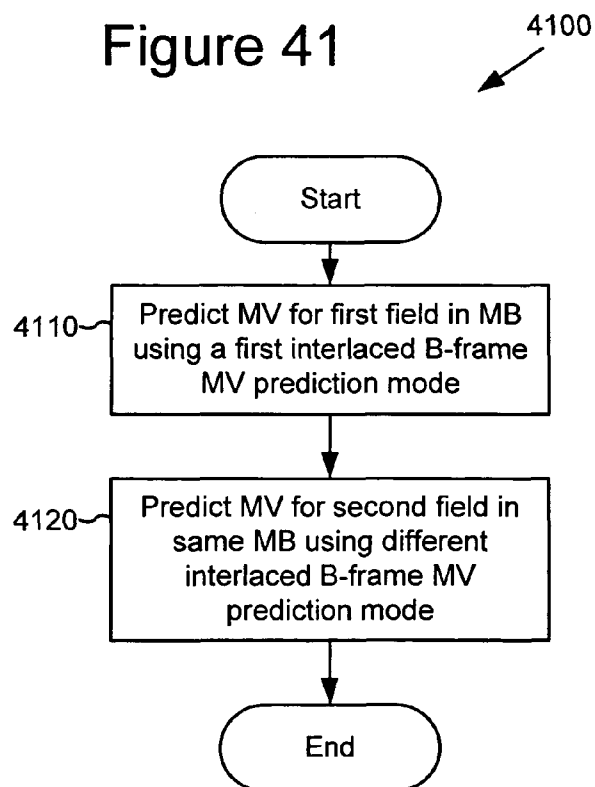 Figure 41
4100
Start
4110
Predict MV for first field in MB
using a first interlaced B-frame
MV prediction mode
4120
Predict MV for second field in
same MB using different
interlaced B-frame MV
prediction mode
End